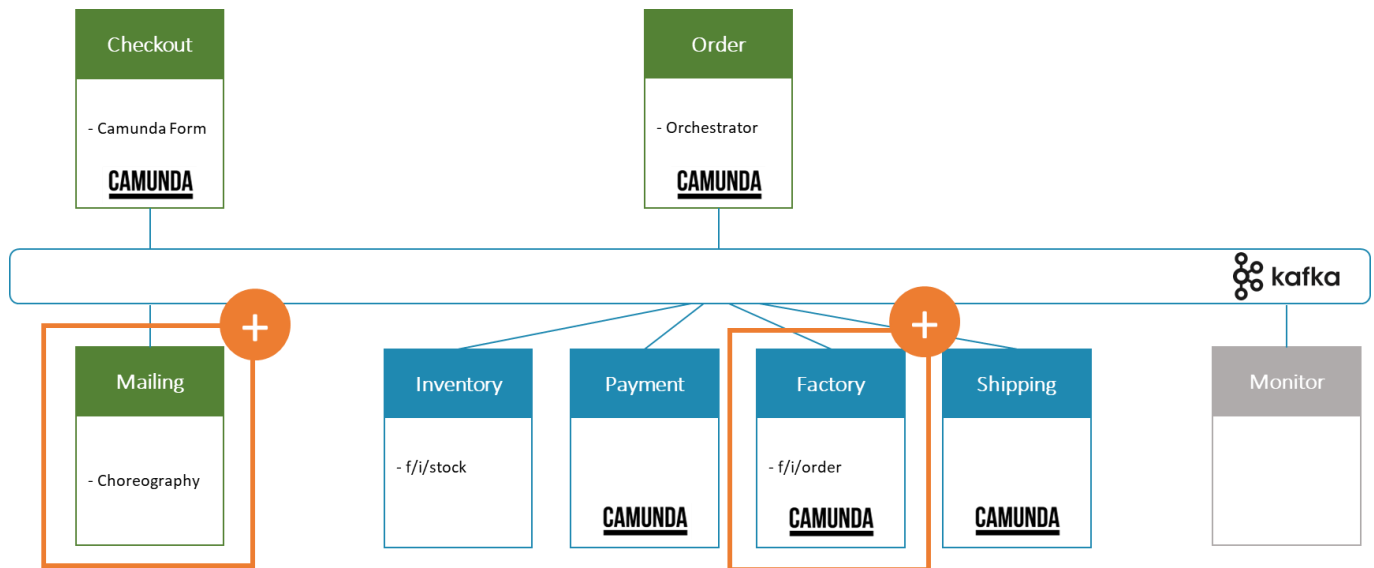 Checkout
- Camunda Form
CAMUNDA
Order
- Orchestrator
CAMUNDA
kafka
+
+
Mailing
- Choreography
Inventory
- f/i/stock
Payment
CAMUNDA
Factory
- f/i/order
CAMUNDA
Shipping
CAMUNDA
Monitor